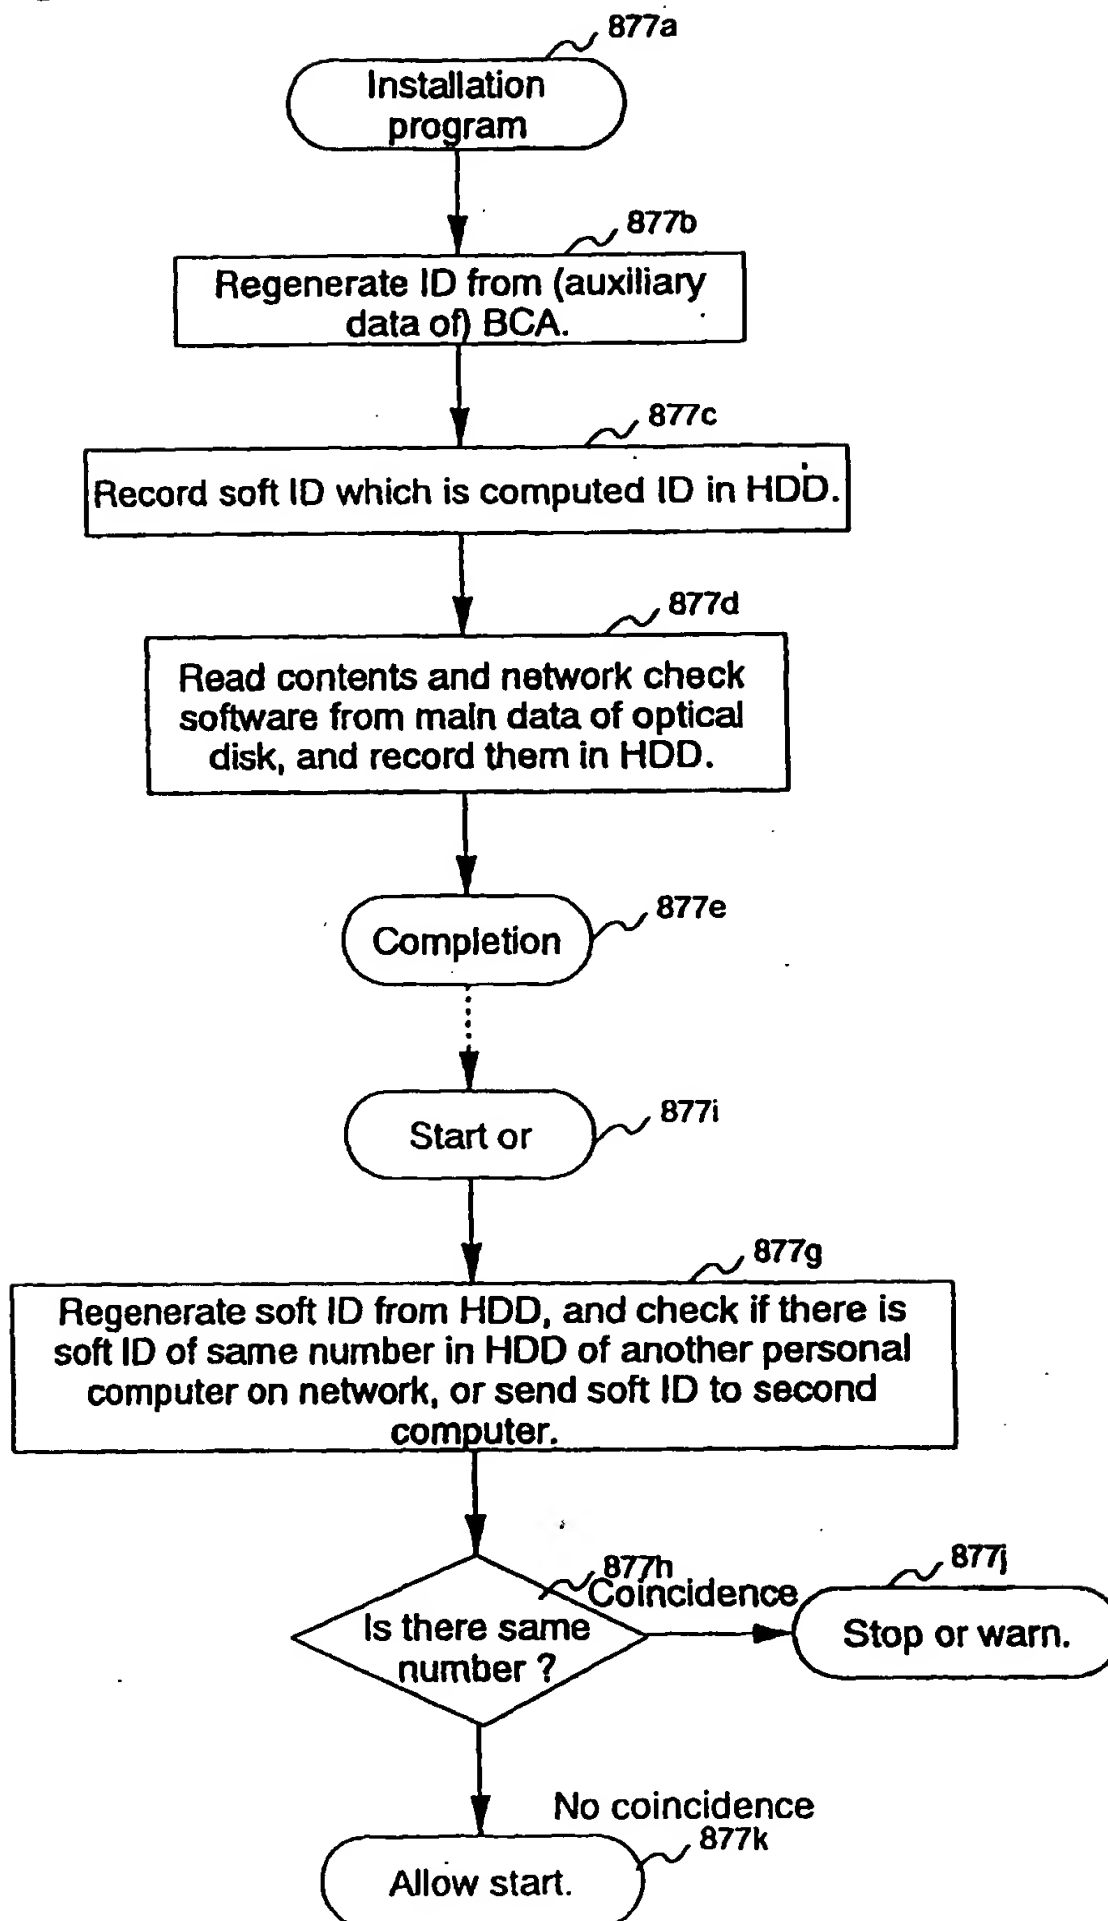 877a
Installation
program
877b
Regenerate ID from (auxiliary
data of) BCA.
877c
Record soft ID which is computed ID in HDD.
877d
Read contents and network check
software from main data of optical
disk, and record them in HDD.
877e
Completion
877i
Start or
877g
Regenerate soft ID from HDD, and check if there is
soft ID of same number in HDD of another personal
computer on network, or send soft ID to second
computer.
877h
Coincidence
877j
Is there same
number ?
Stop or warn.
No coincidence
877k
Allow start.